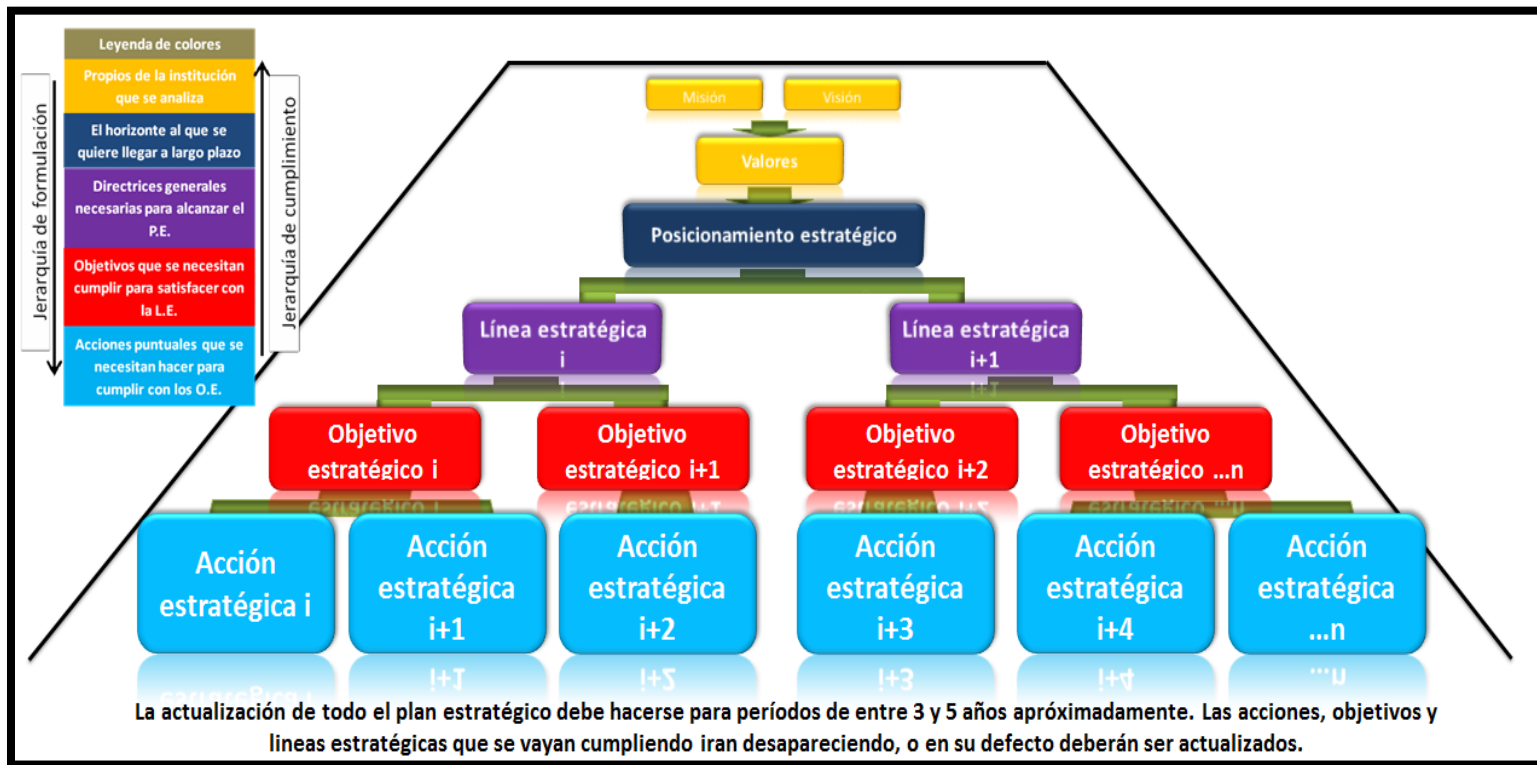 Leyenda de colores
Propios de la institución
que se analiza
El horizonte al que se
quiere llegar a largo plazo
Directrices generales
necesarias para alcanzar el
P.E.
Objetivos que se necesitan
cumplir para satisfacer con
la L.E.
Acciones puntuales que se
necesitan hacer para
cumplir con los O.E.
Jerarquía de formulación
Jerarquía de cumplimiento
Misión
Visión
Valores
Posicionamiento estratégico
Línea estratégica
i
Línea estratégica
i+1
Objetivo
estratégico i
Objetivo
estratégico i+1
Objetivo
estratégico i+2
Objetivo
estratégico ...n
Acción
estratégica i
Acción
estratégica
i+1
Acción
estratégica
i+2
Acción
estratégica
i+3
Acción
estratégica
i+4
Acción
estratégica
...n
La actualización de todo el plan estratégico debe hacerse para períodos de entre 3 y 5 años apróximadamente. Las acciones, objetivos y
lineas estratégicas que se vayan cumpliendo iran desapareciendo, o en su defecto deberán ser actualizados.